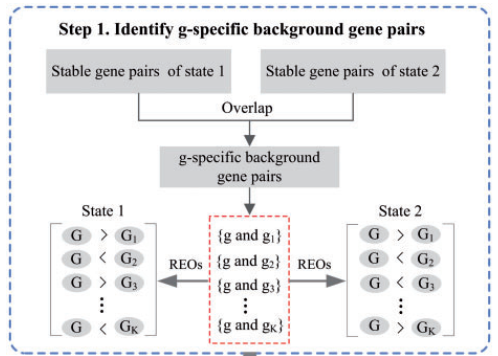 Step 1. Identify g-specific background gene pairs
Stable gene pairs of state 1
Stable gene pairs of state 2
Overlap
g-specific background
gene pairs
State 1
State 2
G > G1
G < G2
G > G3
⋮
G < GK
REOs
{g and g1}
{g and g2}
{g and g3}
⋮
{g and gK}
REOs
G > G1
G < G2
G < G3
⋮
G > GK